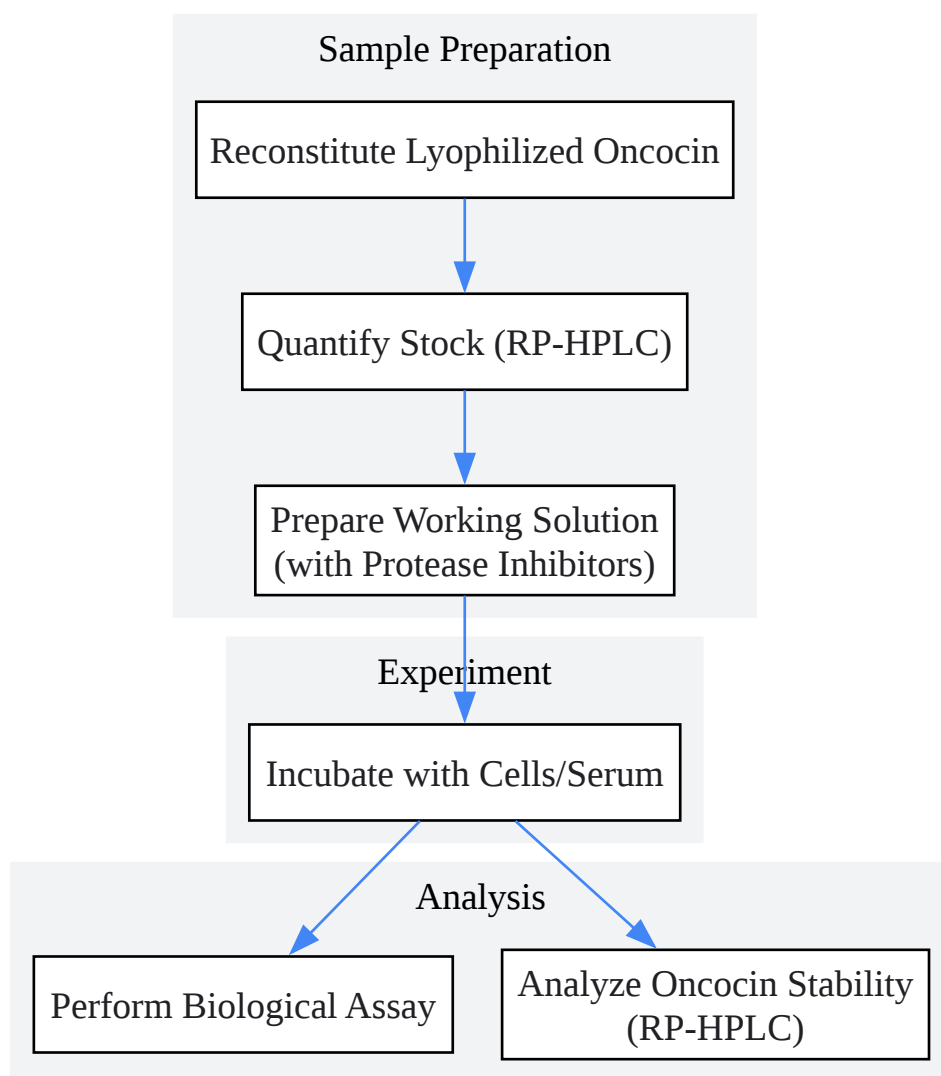 Sample Preparation
Reconstitute Lyophilized Oncocin
Quantify Stock (RP-HPLC)
Prepare Working Solution
(with Protease Inhibitors)
Experiment
Incubate with Cells/Serum
Analysis
Perform Biological Assay
Analyze Oncocin Stability
(RP-HPLC)